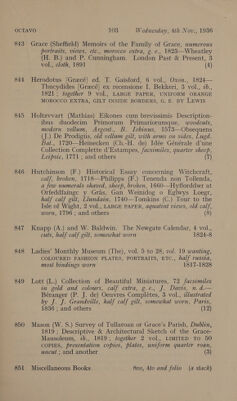 OCTAVO 103 Wednesday, 4th Nov., 1936
843 Grace (Sheffield) Memoirs of the Family of Grace, numerous
portraits, views, etc., morocco extra, g. e., 1823—Wheatley
(H. B.) and P. Cunningham. London Past & Present, 3
vol., cloth, 1891 (4)
844 Herodotus [Græcè] ed. T. Gaisford, 6 vol., Oxon., 1824—
Thucydides [Græcè] ex recensione I. Bekkeri, 3 vol., ib.,
1821; together 9 vol., LARGE PAPER, UNIFORM ORANGE
MOROCCO EXTRA, GILT INSIDE BORDERS, G. E. BY LEWIS
845 Holtzvvart (Mathias) Eikones cum brevissimis Description-
ibus duodecim Primorum Primariorumque, woodcuts,
modern vellum, Argent., B. Iobinus, 1573—Obsequens
(J.) De Prodigiis, old vellum gilt, with arms on sides, Lugd.
Bat., 1720—Heinecken (Ch.-H. de) Idée Générale d'une
Collection Complette d'Estampes, facsimiles, quarter sheep,
Leipsic, 1771; and others (7)
846 Hutchinson (F.) Historical Essay concerning Witchcraft,
calf, broken, 1718—Philipps (F.) Tenenda non Tollenda,
a few numerals shaved, sheep, broken, 1660—Hyfforddwr at
Orfeddfaingc y Grâs, Gan Weinidog o Eglwys Loegr,
half calf gilt, Llundain, 1740—Tomkins (C.) Tour to the
Isle of Wight, 2 vol., LARGE PAPER, aquatint views, old calf,
worn, 1796; and others (8)
847 Knapp (A.) and W. Baldwin. The Newgate Calendar, 4 vol.,
cuts, half calf gilt, somewhat worn 1824-8
848 Ladies' Monthly Museum (The), vol. 5 to 28; vol. 19 wanting,
COLOURED FASHION PLATES, PORTRAITS, ETC., half russia,
most bindings worn 1817-1828
849 Lott (L.) Collection of Beautiful Miniatures, 72 facsimiles
in gold and colours, calf extra, g. e., J. Davis, n. d.—
Béranger (P. J. de) Oeuvres Complètes, 3 vol., illustrated
by J. J. Grandville, half calf gilt, somewhat worn, Paris,
1836; and others (12)
850 Mason (W. S.) Survey of Tullaroan or Grace's Parish, Dublin,
1819; Descriptive & Architectural Sketch of the Grace-
Mausoleum, ib., 1819; together 2 vol., LIMITED TO 50
COPIES, presentation copies, plates, uniform quarter roan,
uncut; and another (3)
851 Miscellaneous Books 8vo, 4to and folio (a stack)